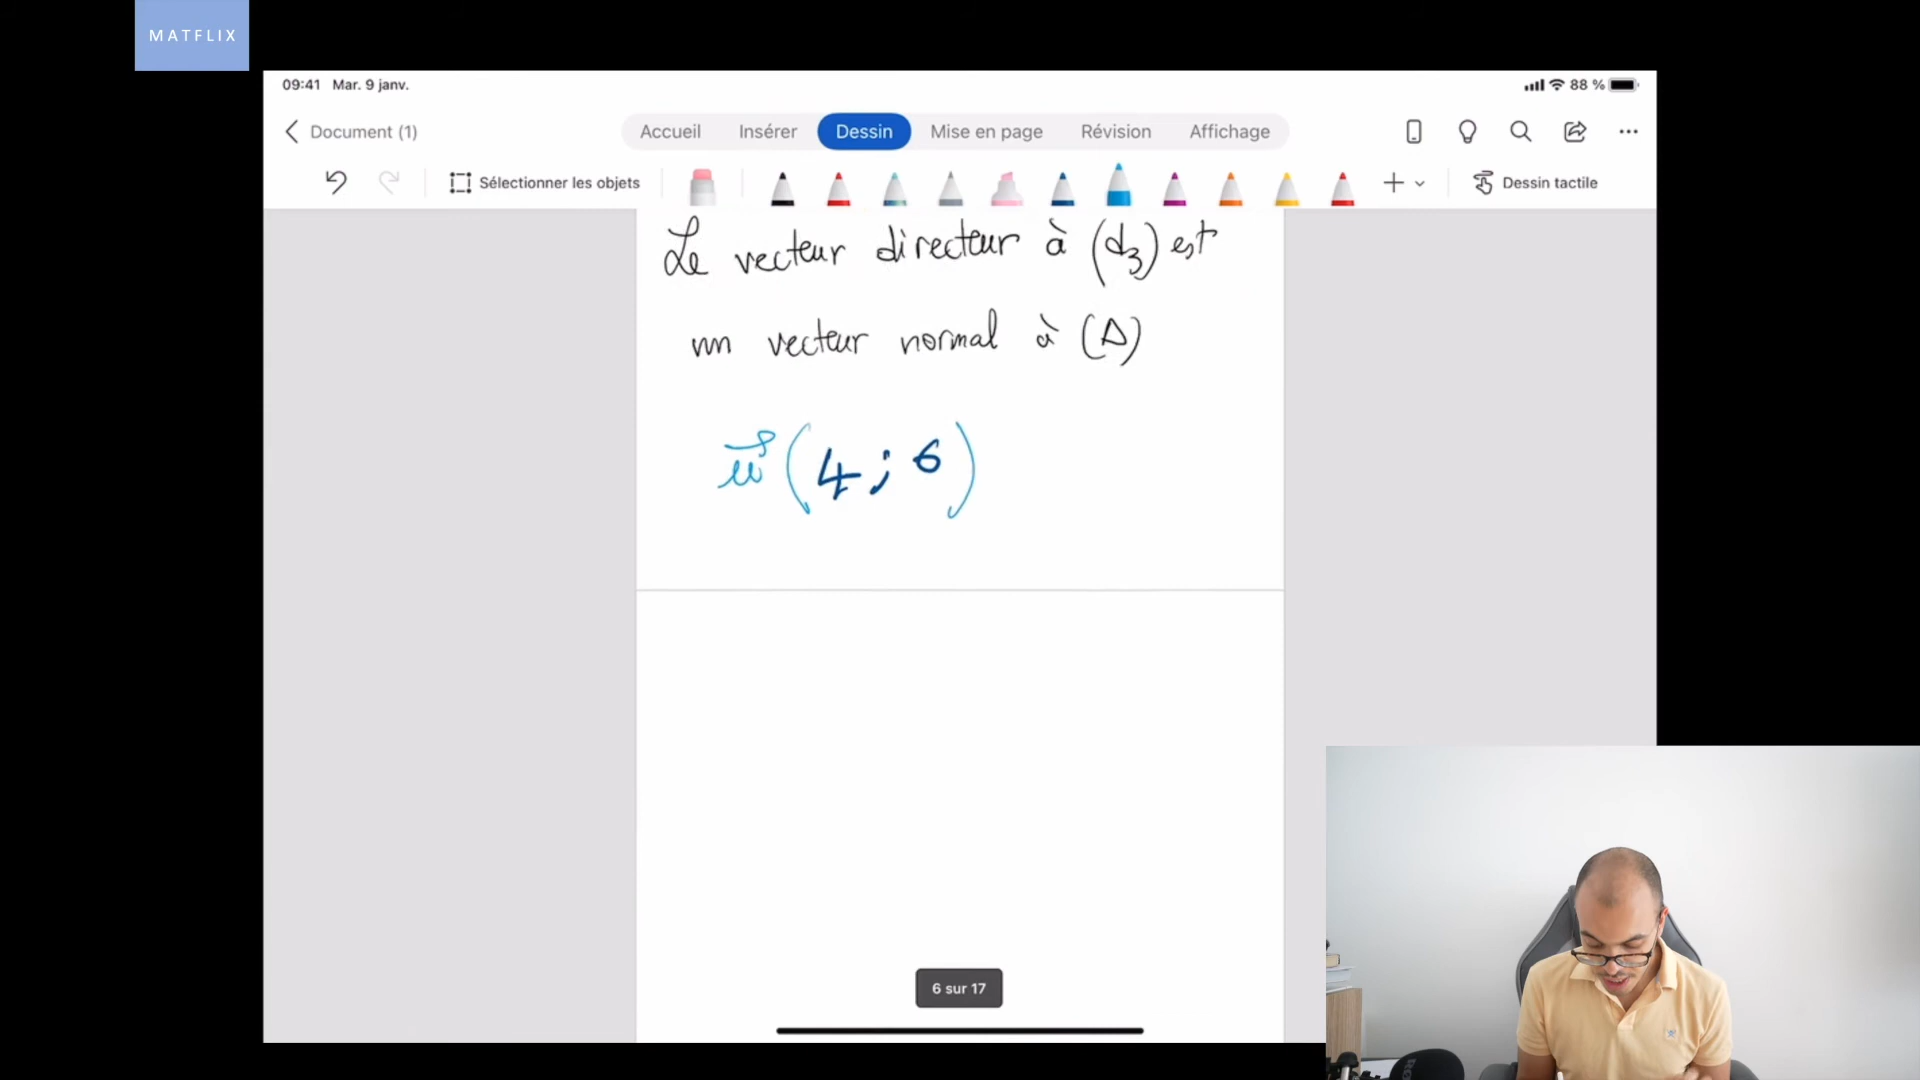 MATFLIX
09:41 Mar. 9 janv.
88 %
Document (1)
Accueil Insérer Dessin Mise en page Révision Affichage
Sélectionner les objets
Dessin tactile
Le vecteur directeur à (d3) est
un vecteur normal à (Δ)
u (4 ; 6)
6 sur 17